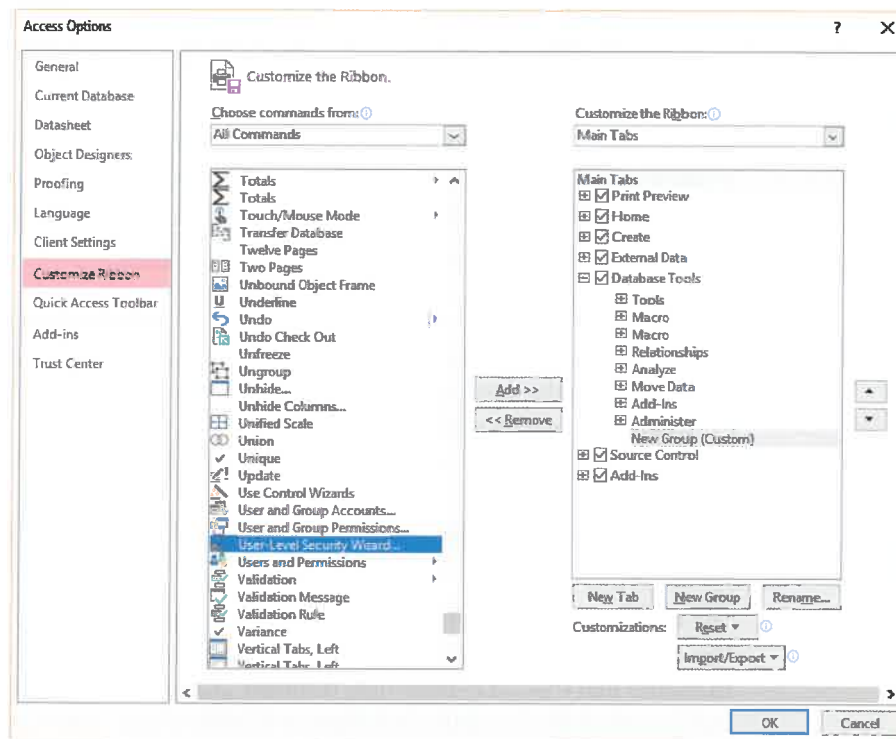 Access Options
?
X
General
Current Database
Datasheet
Object Designers
Proofing
Language
Client Settings
Customize Ribbon
Quick Access Toolbar
Add-ins
Trust Center
Customize the Ribbon.
Choose commands from:
All Commands
Totals
Totals
Touch/Mouse Mode
Transfer Database
Twelve Pages
Two Pages
Unbound Object Frame
Underline
Undo
Undo Check Out
Unfreeze
Ungroup
Unhide...
Unhide Columns...
Unified Scale
Union
Unique
Update
Use Control Wizards
User and Group Accounts...
User and Group Permissions...
User-Level Security Wizard...
Users and Permissions
Validation
Validation Message
Validation Rule
Variance
Vertical Tabs, Left
Vertical Tabs, Left
Add >>
<< Remove
Customize the Ribbon:
Main Tabs
Main Tabs
Print Preview
Home
Create
External Data
Database Tools
Tools
Macro
Macro
Relationships
Analyze
Move Data
Add-Ins
Administer
New Group (Custom)
Source Control
Add-Ins
New Tab
New Group
Rename...
Customizations:
Reset
Import/Export
OK
Cancel